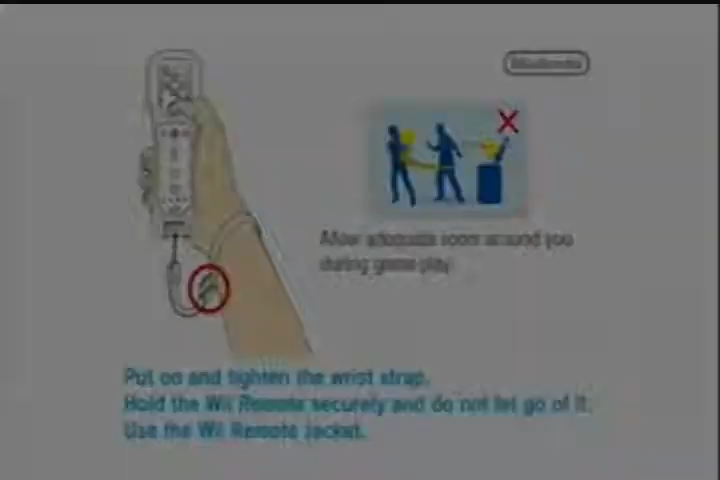 Nintendo
Allow adequate room around you
during game play.
Put on and tighten the wrist strap.
Hold the Wii Remote securely and do not let go of it.
Use the Wii Remote Jacket.